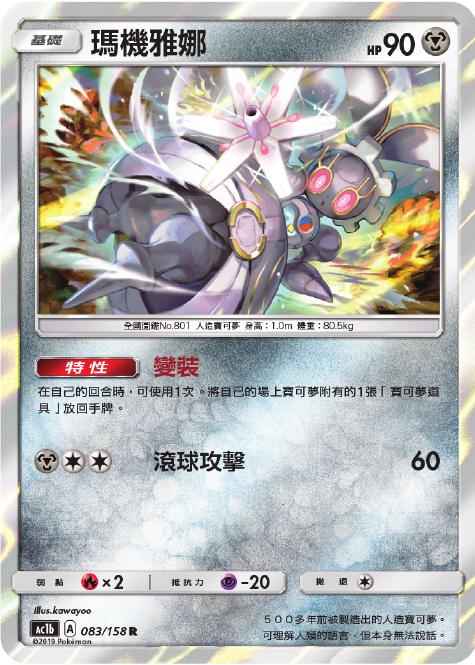 基礎 瑪機雅娜 HP90
全國圖鑑No.801 人造寶可夢 身高：1.0m 體重：80.5kg
特性 變裝
在自己的回合時，可使用1次。將自己的場上寶可夢附有的1張「寶可夢道
具」放回手牌。
滾球攻擊 60
弱點 ×2 抵抗力 -20 撤退
Illus.kawayoo
AC1b A 083/158 R
©2019 Pokémon
５００多年前被製造出的人造寶可夢。
可理解人類的語言，但本身無法說話。